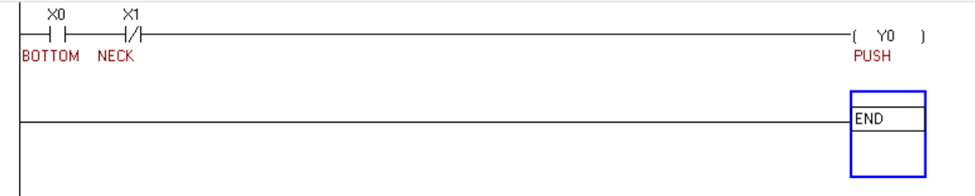 X0 X1
Y0
BOTTOM NECK PUSH
END